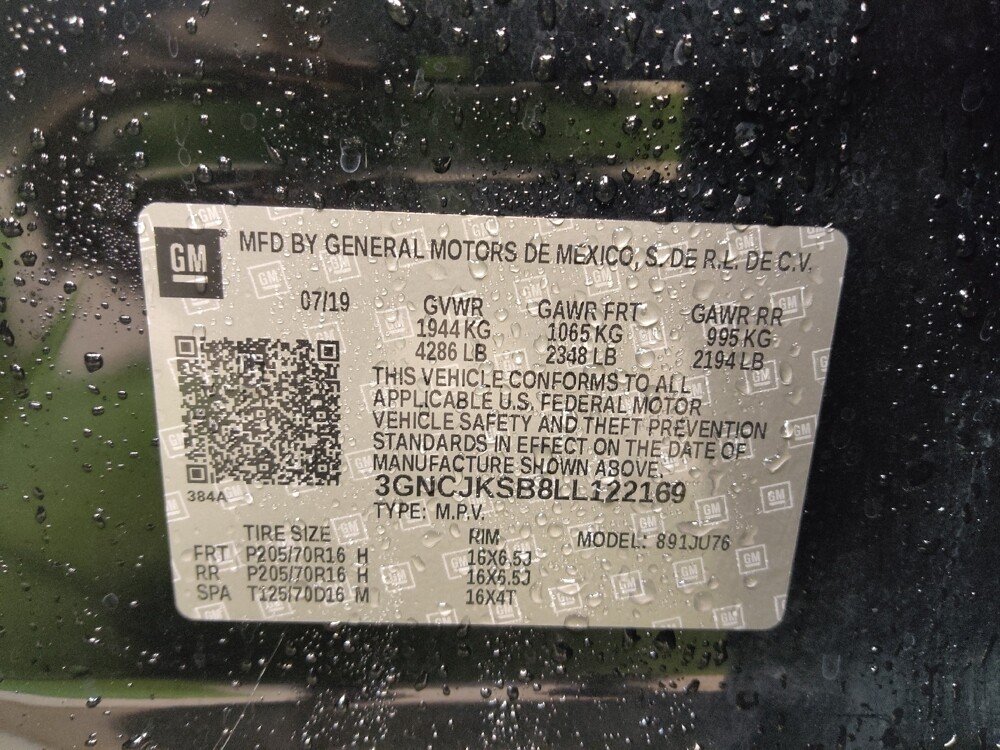 GM
MFD BY GENERAL MOTORS DE MEXICO, S. DE R.L. DE C.V.
07/19 GVWR GAWR FRT GAWR RR
1944 KG 1065 KG 995 KG
4286 LB 2348 LB 2194 LB
THIS VEHICLE CONFORMS TO ALL
APPLICABLE U.S. FEDERAL MOTOR
VEHICLE SAFETY AND THEFT PREVENTION
STANDARDS IN EFFECT ON THE DATE OF
MANUFACTURE SHOWN ABOVE.
384A 3GNCJKSB8LL122169
TYPE: M.P.V.
TIRE SIZE RIM MODEL: 891JU76
FRT P205/70R16 H 16X6.5J
RR P205/70R16 H 16X6.5J
SPA T125/70D16 M 16X4T